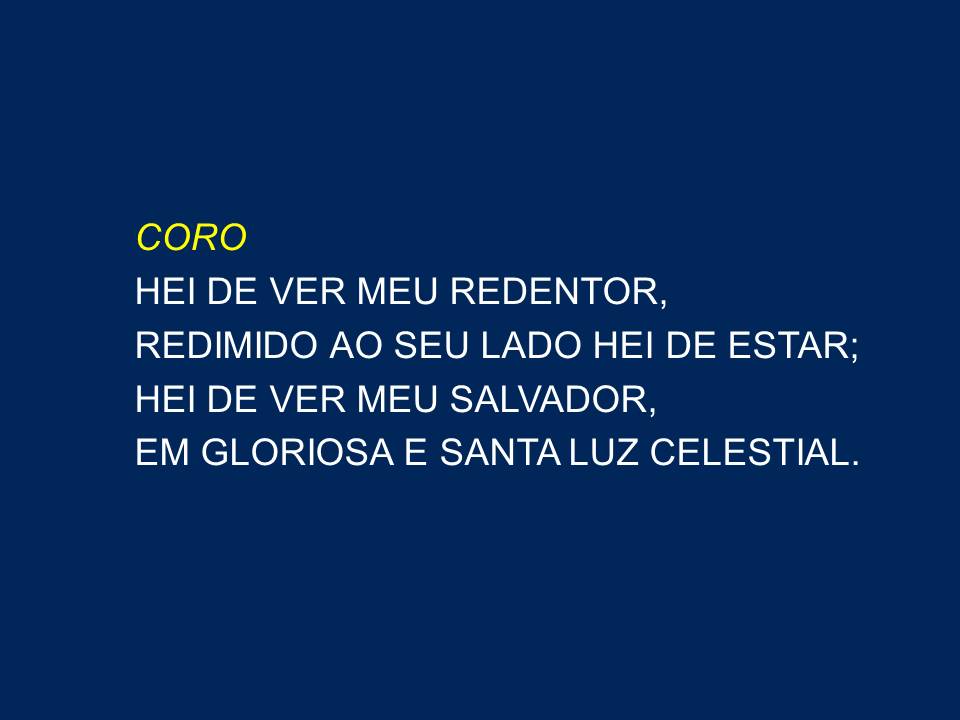 CORO
HEI DE VER MEU REDENTOR,
REDIMIDO AO SEU LADO HEI DE ESTAR;
HEI DE VER MEU SALVADOR,
EM GLORIOSA E SANTA LUZ CELESTIAL.